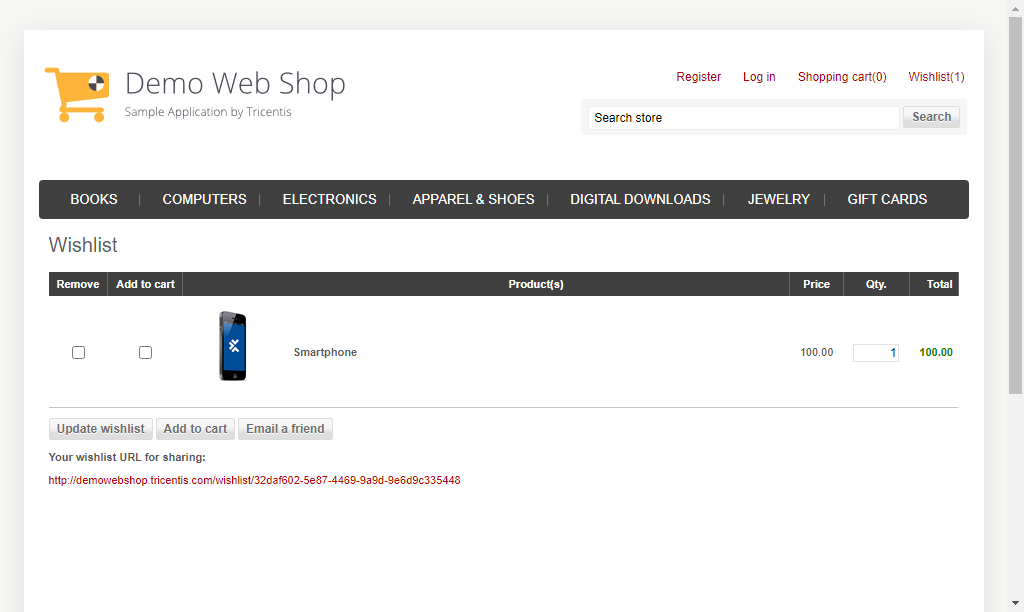 Demo Web Shop
Sample Application by Tricentis
Register Log in Shopping cart(0) Wishlist(1)
Search store Search
BOOKS COMPUTERS ELECTRONICS APPAREL & SHOES DIGITAL DOWNLOADS JEWELRY GIFT CARDS
Wishlist
Remove Add to cart Product(s) Price Qty. Total
Smartphone 100.00 1 100.00
Update wishlist Add to cart Email a friend
Your wishlist URL for sharing:
http://demowebshop.tricentis.com/wishlist/32daf602-5e87-4469-9a9d-9e6d9c335448